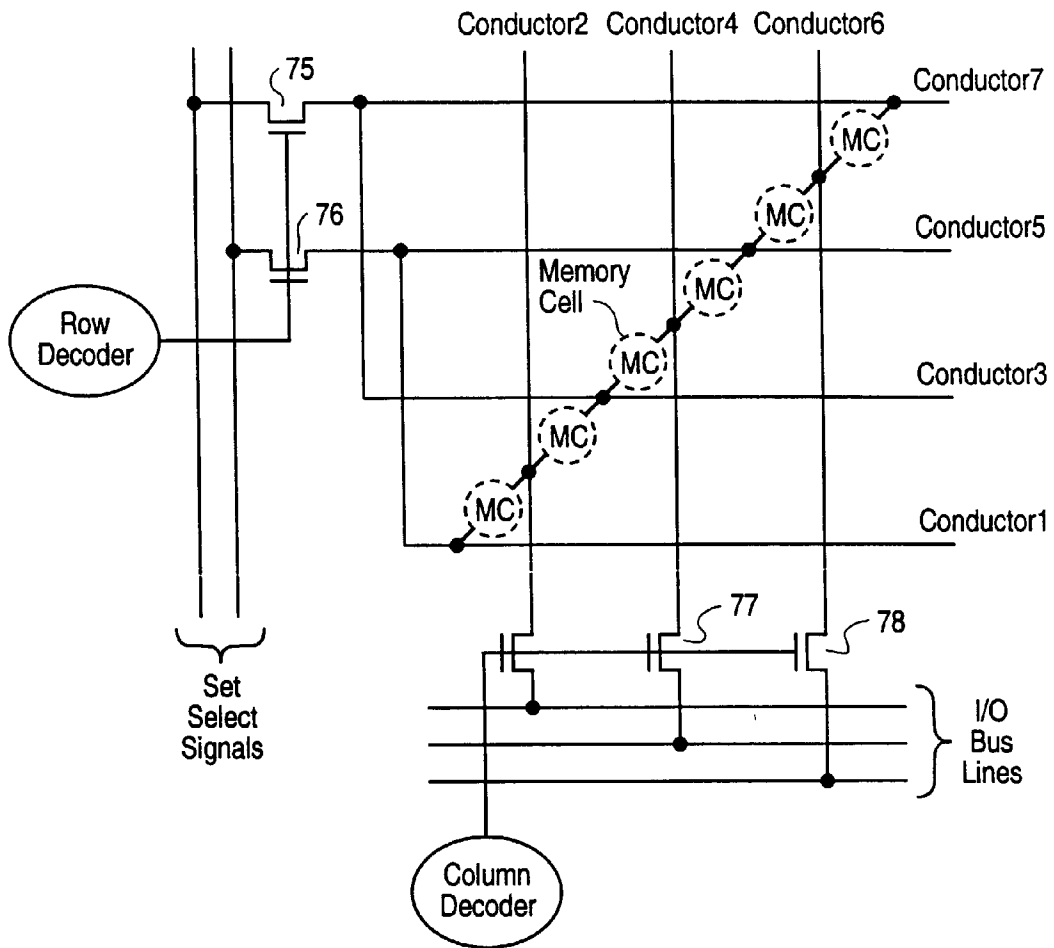 Conductor2 Conductor4 Conductor6
75
Conductor7
MC
76
MC
Conductor5
Memory
Cell
MC
Row
Decoder
MC
Conductor3
MC
MC
Conductor1
77
78
Set
Select
Signals
I/O
Bus
Lines
Column
Decoder